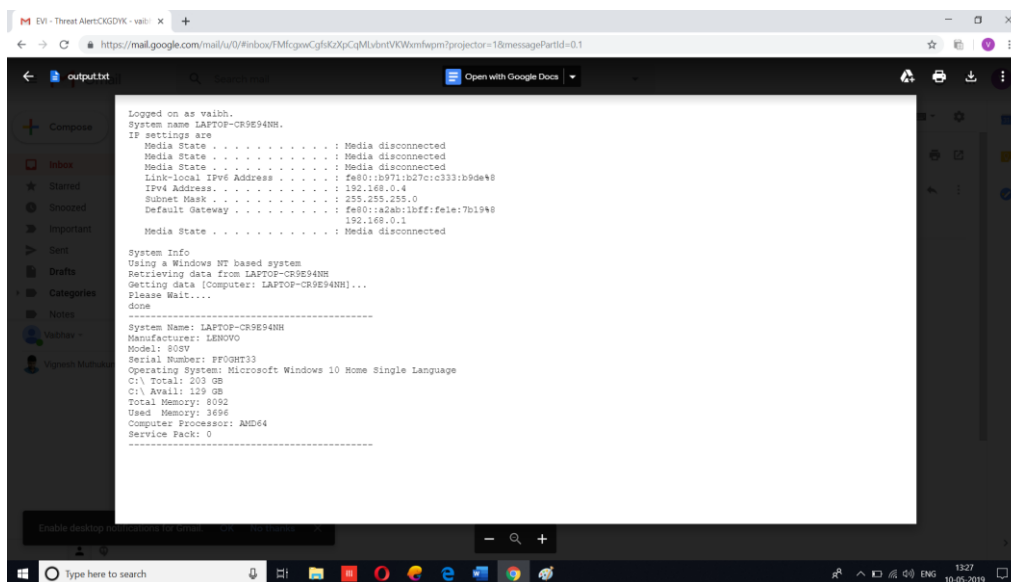 EVI - Threat Alert:CKGDYK - vaib
https://mail.google.com/mail/u/0/#inbox/FMfcgxwCgfsKzXpCqMLvbntVKWxmfwpm?projector=1&messagePartId=0.1
output.txt
Search mail
Open with Google Docs
Compose
Inbox
Starred
Snoozed
Important
Sent
Drafts
Categories
Notes
Vaibhav
Vignesh Muthukur
Logged on as vaibh.
System name LAPTOP-CR9E94NH.
IP settings are
Media State . . . . . . . . . . . : Media disconnected
Media State . . . . . . . . . . . : Media disconnected
Media State . . . . . . . . . . . : Media disconnected
Link-local IPv6 Address . . . . . : fe80::b971:b27c:c333:b9de%8
IPv4 Address. . . . . . . . . . . : 192.168.0.4
Subnet Mask . . . . . . . . . . . : 255.255.255.0
Default Gateway . . . . . . . . . : fe80::a2ab:1bff:fe1e:7b19%8
192.168.0.1
Media State . . . . . . . . . . . : Media disconnected
System Info
Using a Windows NT based system
Retrieving data from LAPTOP-CR9E94NH
Getting data [Computer: LAPTOP-CR9E94NH]...
Please Wait....
done
--------------------------------------------
System Name: LAPTOP-CR9E94NH
Manufacturer: LENOVO
Model: 80SV
Serial Number: PF0GHT33
Operating System: Microsoft Windows 10 Home Single Language
C:\ Total: 203 GB
C:\ Avail: 129 GB
Total Memory: 8092
Used  Memory: 3696
Computer Processor: AMD64
Service Pack: 0
--------------------------------------------
Enable desktop notifications for Gmail. OK No thanks
Type here to search
ENG
13:27
10-05-2019